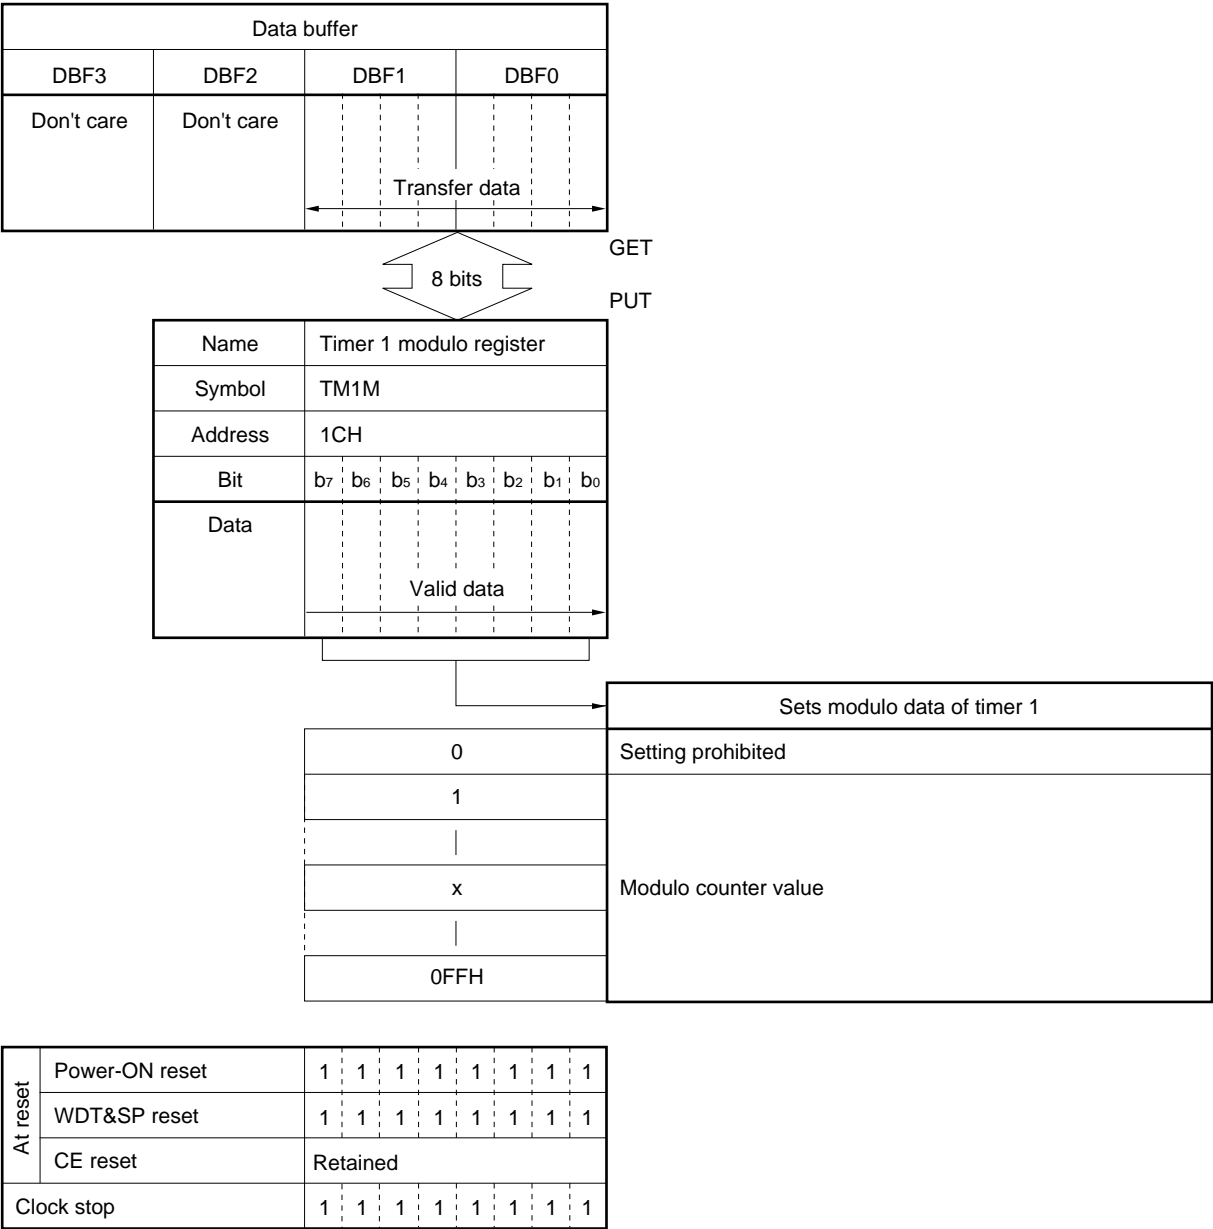 Data buffer
DBF3 DBF2 DBF1 DBF0
Don't care Don't care
Transfer data
GET
8 bits
PUT
Name Timer 1 modulo register
Symbol TM1M
Address 1CH
Bit b7 b6 b5 b4 b3 b2 b1 b0
Data
Valid data
Sets modulo data of timer 1
0 Setting prohibited
1
x Modulo counter value
0FFH
At reset
Power-ON reset 1 1 1 1 1 1 1 1
WDT&SP reset 1 1 1 1 1 1 1 1
CE reset Retained
Clock stop 1 1 1 1 1 1 1 1